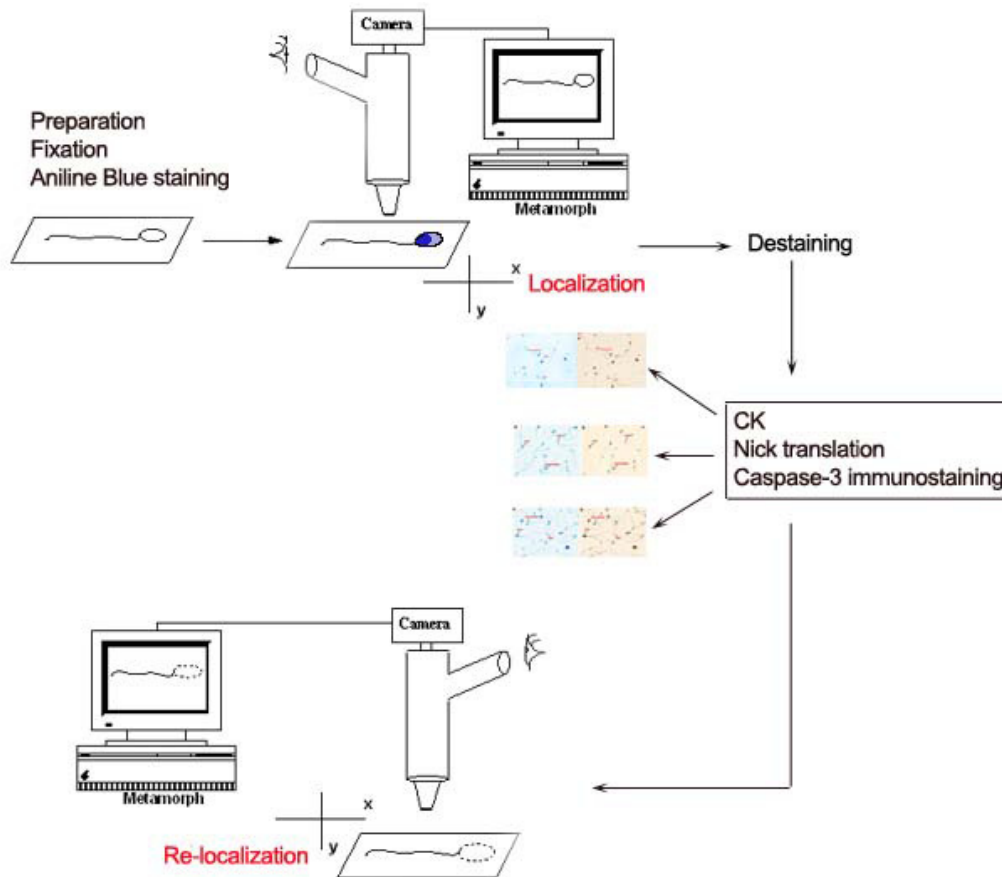 Camera
Preparation
Fixation
Aniline Blue staining
Metamorph
x
y
Localization
Destaining
CK
Nick translation
Caspase-3 immunostaining
Camera
Metamorph
x
y
Re-localization